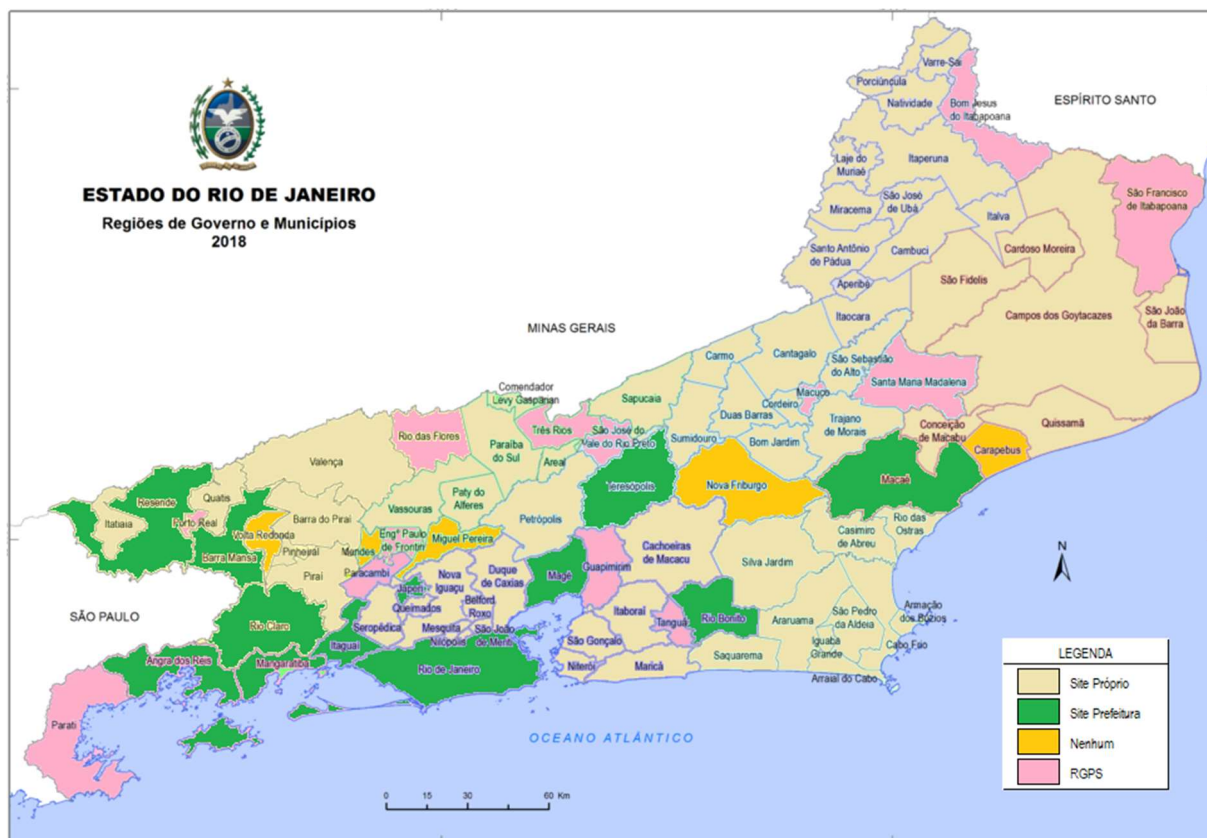 ESTADO DO RIO DE JANEIRO
Regiões de Governo e Municípios
2018
ESPÍRITO SANTO
MINAS GERAIS
SÃO PAULO
OCEANO ATLÂNTICO
Varre-Sai
Porciúncula
Natividade
Bom Jesus
do Itabapoana
Laje do
Muriaé
Itaperuna
São Francisco
de Itabapoana
Miracema
São José
de Ubá
Italva
Santo Antônio
de Pádua
Cambuci
Cardoso Moreira
Aperibé
São Fidelis
Itaocara
Campos dos Goytacazes
São João
da Barra
Carmo
Cantagalo
São Sebastião
do Alto
Santa Maria Madalena
Macuco
Cordeiro
Comendador
Levy Gasparian
Sapucaia
Duas Barras
Trajano
de Morais
Conceição
de Macabu
Quissamã
Rio das Flores
Três Rios
São José do
Vale do Rio Preto
Sumidouro
Bom Jardim
Carapebus
Paraíba
do Sul
Areal
Valença
Nova Friburgo
Macaé
Teresópolis
Resende
Quatis
Vassouras
Paty do
Alferes
Petrópolis
Itatiaia
Porto Real
Barra do Piraí
Volta Redonda
Engº Paulo
de Frontin
Miguel Pereira
Mendes
Barra Mansa
Pinheiral
Piraí
Paracambi
Japeri
Nova
Iguaçu
Duque
de Caxias
Magé
Guapimirim
Cachoeiras
de Macacu
Silva Jardim
Casimiro
de Abreu
Rio das
Ostras
Queimados
Belford
Roxo
Seropédica
Mesquita
São João
de Meriti
Nilópolis
Itaguaí
Rio Claro
Itaboraí
Tanguá
Rio Bonito
Araruama
São Pedro
da Aldeia
Armação
dos Búzios
Iguaba
Grande
Cabo Frio
Angra dos Reis
Mangaratiba
Rio de Janeiro
São Gonçalo
Niterói
Maricá
Saquarema
Arraial do Cabo
Parati
N
0 15 30 60 Km
LEGENDA
Site Próprio
Site Prefeitura
Nenhum
RGPS